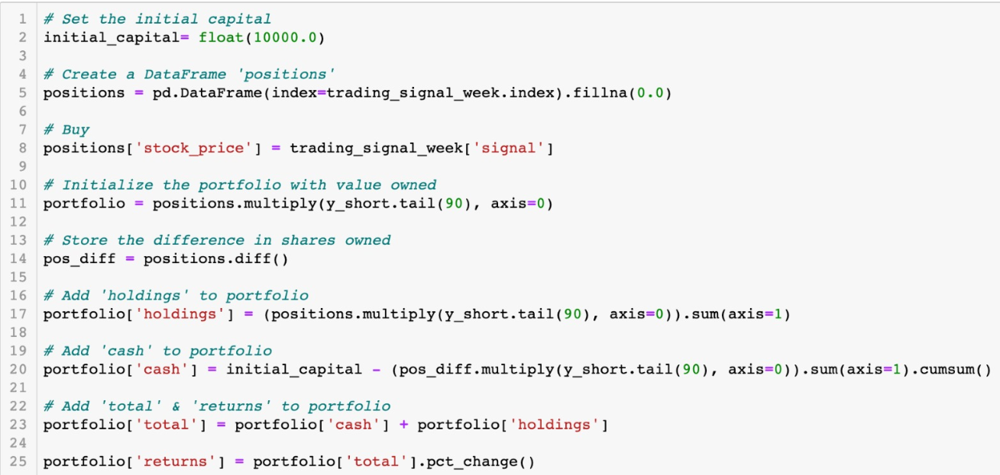 1 # Set the initial capital
2 initial_capital= float(10000.0)
3
4 # Create a DataFrame 'positions'
5 positions = pd.DataFrame(index=trading_signal_week.index).fillna(0.0)
6
7 # Buy
8 positions['stock_price'] = trading_signal_week['signal']
9
10 # Initialize the portfolio with value owned
11 portfolio = positions.multiply(y_short.tail(90), axis=0)
12
13 # Store the difference in shares owned
14 pos_diff = positions.diff()
15
16 # Add 'holdings' to portfolio
17 portfolio['holdings'] = (positions.multiply(y_short.tail(90), axis=0)).sum(axis=1)
18
19 # Add 'cash' to portfolio
20 portfolio['cash'] = initial_capital - (pos_diff.multiply(y_short.tail(90), axis=0)).sum(axis=1).cumsum()
21
22 # Add 'total' & 'returns' to portfolio
23 portfolio['total'] = portfolio['cash'] + portfolio['holdings']
24
25 portfolio['returns'] = portfolio['total'].pct_change()